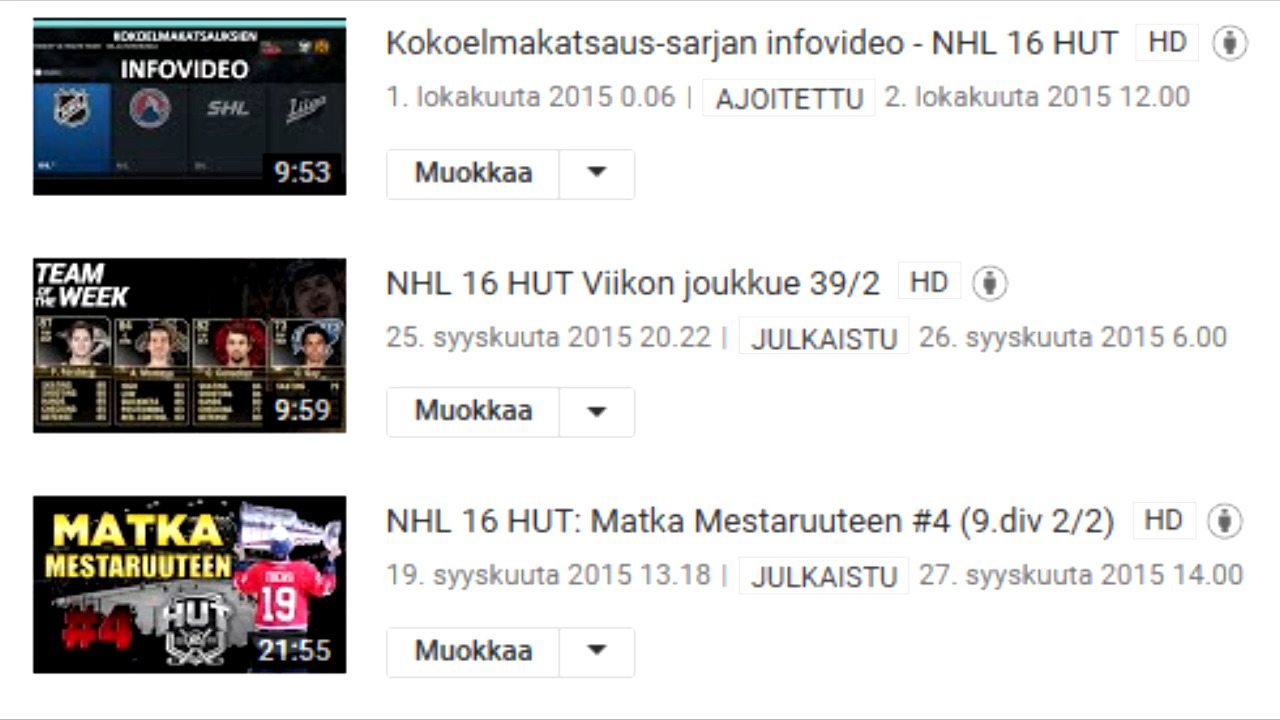 KOKOELMAKATSAUKSIEN
INFOVIDEO
SHL
Liiga
9:53
Kokoelmakatsaus-sarjan infovideo - NHL 16 HUT HD
1. lokakuuta 2015 0.06 | AJOITETTU 2. lokakuuta 2015 12.00
Muokkaa
TEAM
OF THE WEEK
9:59
NHL 16 HUT Viikon joukkue 39/2 HD
25. syyskuuta 2015 20.22 | JULKAISTU 26. syyskuuta 2015 6.00
Muokkaa
MATKA
MESTARUUTEEN
#4
HUT
19
21:55
NHL 16 HUT: Matka Mestaruuteen #4 (9.div 2/2) HD
19. syyskuuta 2015 13.18 | JULKAISTU 27. syyskuuta 2015 14.00
Muokkaa